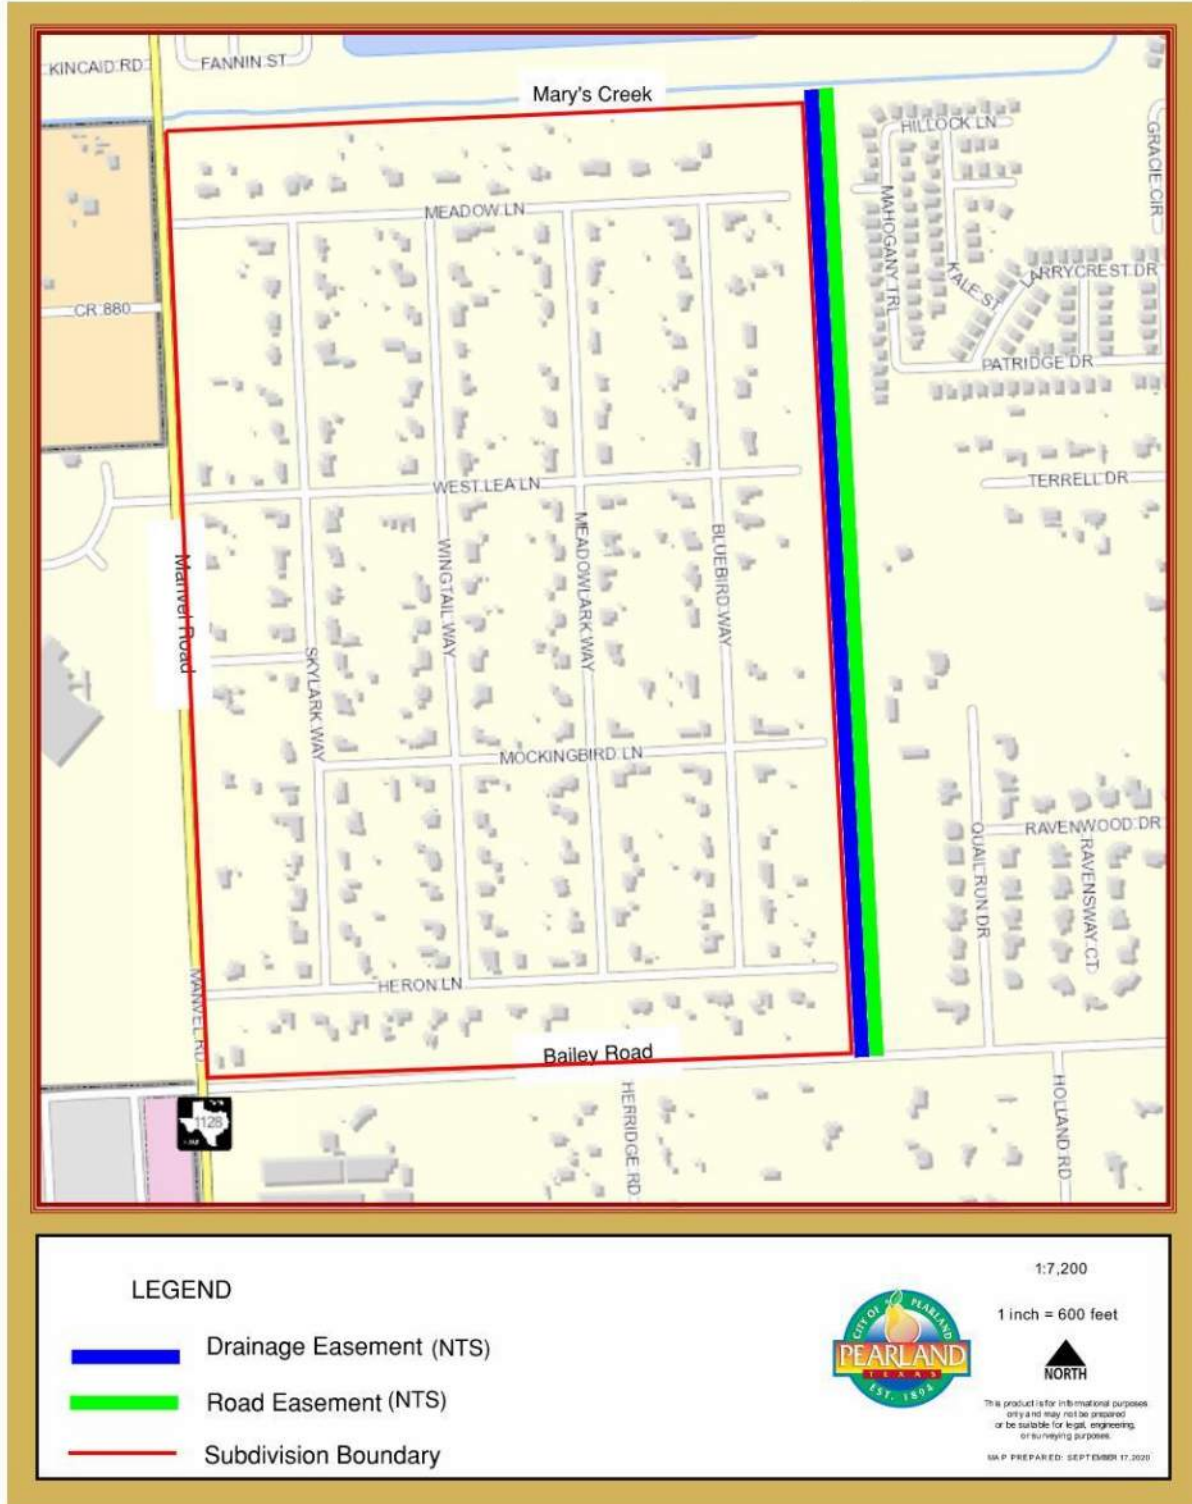 KINCAID RD
FANNIN ST
Mary's Creek
HILLOCK LN
GRACIE CIR
MEADOW LN
MAHOGANY TRL
KALE ST
LARRYCREST DR
CR 880
PATRIDGE DR
WEST LEA LN
TERRELL DR
Manvel Road
WINGTAIL WAY
MEADOWLARK WAY
BLUEBIRD WAY
SKYLARK WAY
MOCKINGBIRD LN
QUAIL RUN DR
RAVENWOOD DR
RAVENSWAY CT
HERON LN
MANVEL RD
Bailey Road
1128
HERRIDGE RD
HOLLAND RD
LEGEND
Drainage Easement (NTS)
Road Easement (NTS)
Subdivision Boundary
CITY OF PEARLAND
PEARLAND
TEXAS
EST. 1894
1:7,200
1 inch = 600 feet
NORTH
This product is for informational purposes
only and may not be prepared
or be suitable for legal, engineering,
or surveying purposes.
MAP PREPARED: SEPTEMBER 17, 2020